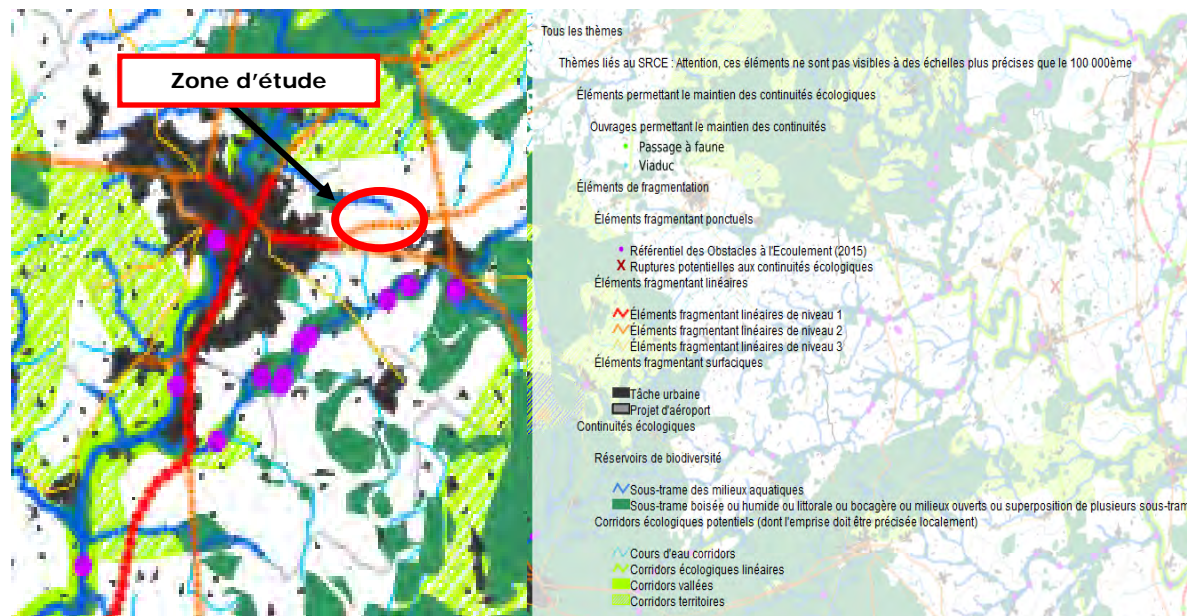 Zone d'étude
Tous les thèmes
Thèmes liés au SRCE : Attention, ces éléments ne sont pas visibles à des échelles plus précises que le 100 000ème
Éléments permettant le maintien des continuités écologiques
Ouvrages permettant le maintien des continuités
Passage à faune
Viaduc
Éléments de fragmentation
Éléments fragmentant ponctuels
Référentiel des Obstacles à l'Ecoulement (2015)
Ruptures potentielles aux continuités écologiques
Éléments fragmentant linéaires
Éléments fragmentant linéaires de niveau 1
Éléments fragmentant linéaires de niveau 2
Éléments fragmentant linéaires de niveau 3
Éléments fragmentant surfaciques
Tâche urbaine
Projet d'aéroport
Continuités écologiques
Réservoirs de biodiversité
Sous-trame des milieux aquatiques
Sous-trame boisée ou humide ou littorale ou bocagère ou milieux ouverts ou superposition de plusieurs sous-tram
Corridors écologiques potentiels (dont l'emprise doit être précisée localement)
Cours d'eau corridors
Corridors écologiques linéaires
Corridors vallées
Corridors territoires